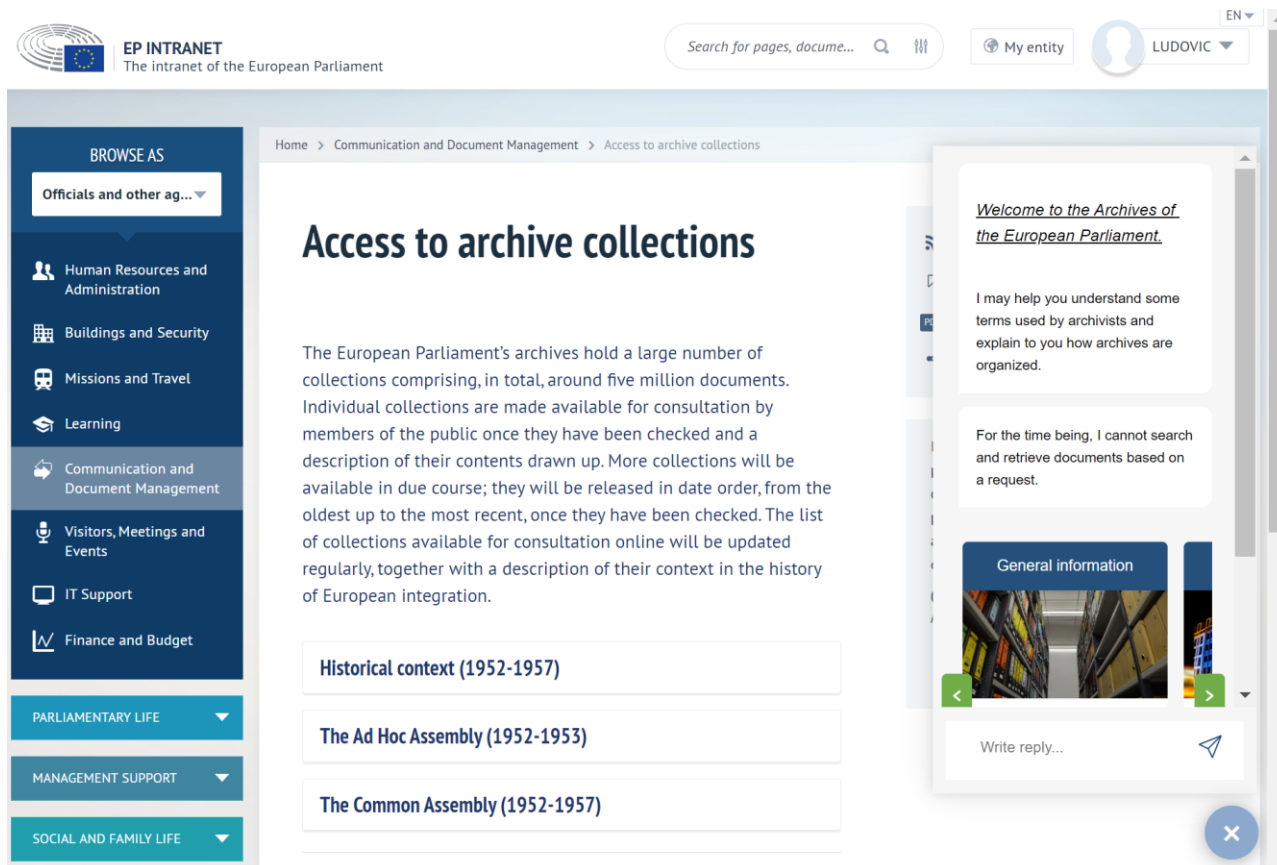 EN
EP INTRANET
The intranet of the European Parliament
Search for pages, docume...
My entity
LUDOVIC
BROWSE AS
Officials and other ag...
Human Resources and
Administration
Buildings and Security
Missions and Travel
Learning
Communication and
Document Management
Visitors, Meetings and
Events
IT Support
Finance and Budget
PARLIAMENTARY LIFE
MANAGEMENT SUPPORT
SOCIAL AND FAMILY LIFE
Home > Communication and Document Management > Access to archive collections
Access to archive collections
The European Parliament's archives hold a large number of
collections comprising, in total, around five million documents.
Individual collections are made available for consultation by
members of the public once they have been checked and a
description of their contents drawn up. More collections will be
available in due course; they will be released in date order, from the
oldest up to the most recent, once they have been checked. The list
of collections available for consultation online will be updated
regularly, together with a description of their context in the history
of European integration.
Historical context (1952-1957)
The Ad Hoc Assembly (1952-1953)
The Common Assembly (1952-1957)
Welcome to the Archives of
the European Parliament.
I may help you understand some
terms used by archivists and
explain to you how archives are
organized.
For the time being, I cannot search
and retrieve documents based on
a request.
General information
Write reply...